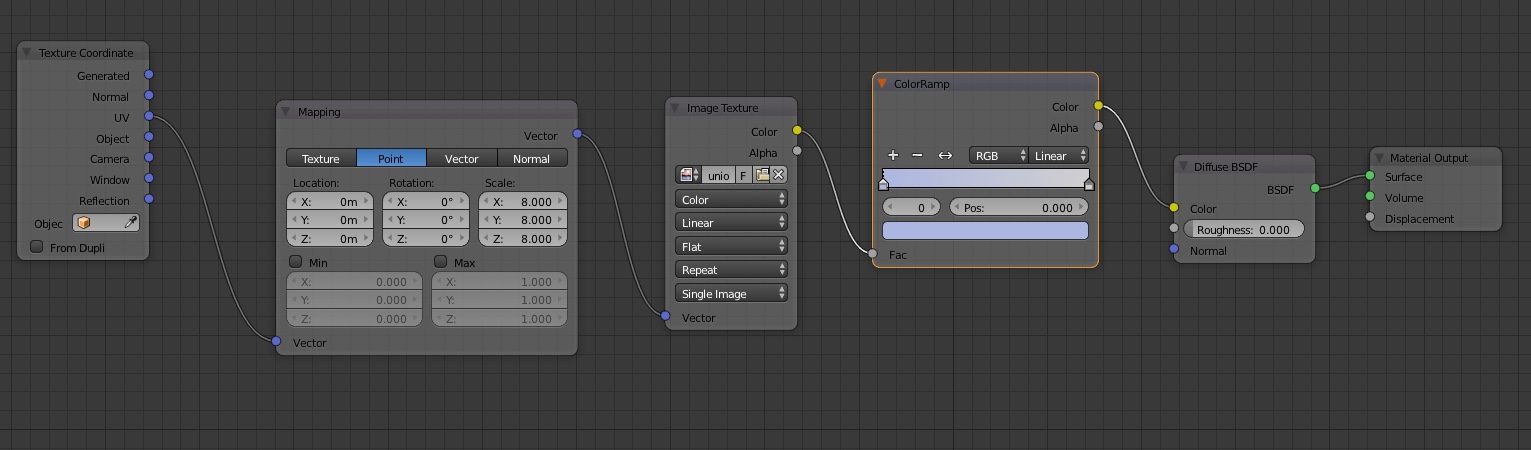 Texture Coordinate
Generated
Normal
UV
Object
Camera
Window
Reflection
Objec
From Dupli
Mapping
Vector
Texture Point Vector Normal
Location: Rotation: Scale:
X: 0m X: 0° X: 8.000
Y: 0m Y: 0° Y: 8.000
Z: 0m Z: 0° Z: 8.000
Min Max
X: 0.000 X: 1.000
Y: 0.000 Y: 1.000
Z: 0.000 Z: 1.000
Vector
Image Texture
Color
Alpha
unio F
Color
Linear
Flat
Repeat
Single Image
Vector
ColorRamp
Color
Alpha
RGB Linear
0 Pos: 0.000
Fac
Diffuse BSDF
BSDF
Color
Roughness: 0.000
Normal
Material Output
Surface
Volume
Displacement